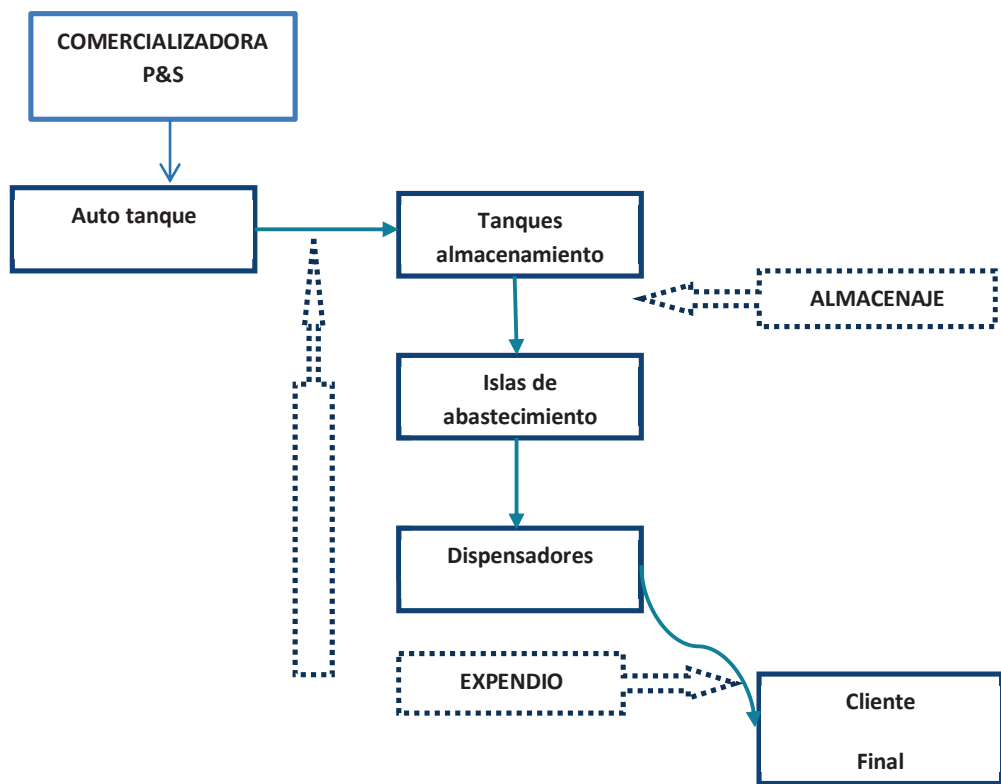 COMERCIALIZADORA
P&S
Auto tanque
Tanques
almacenamiento
ALMACENAJE
Islas de
abastecimiento
Dispensadores
EXPENDIO
Cliente
Final